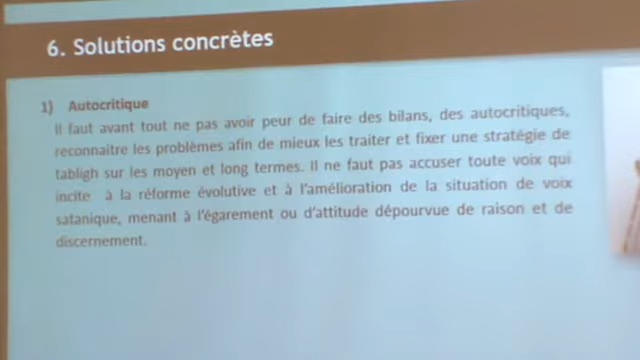 6. Solutions concrètes
1) Autocritique
Il faut avant tout ne pas avoir peur de faire des bilans, des autocritiques,
reconnaitre les problèmes afin de mieux les traiter et fixer une stratégie de
tabligh sur les moyen et long termes. Il ne faut pas accuser toute voix qui
incite à la réforme évolutive et à l'amélioration de la situation de voix
satanique, menant à l'égarement ou d'attitude dépourvue de raison et de
discernement.